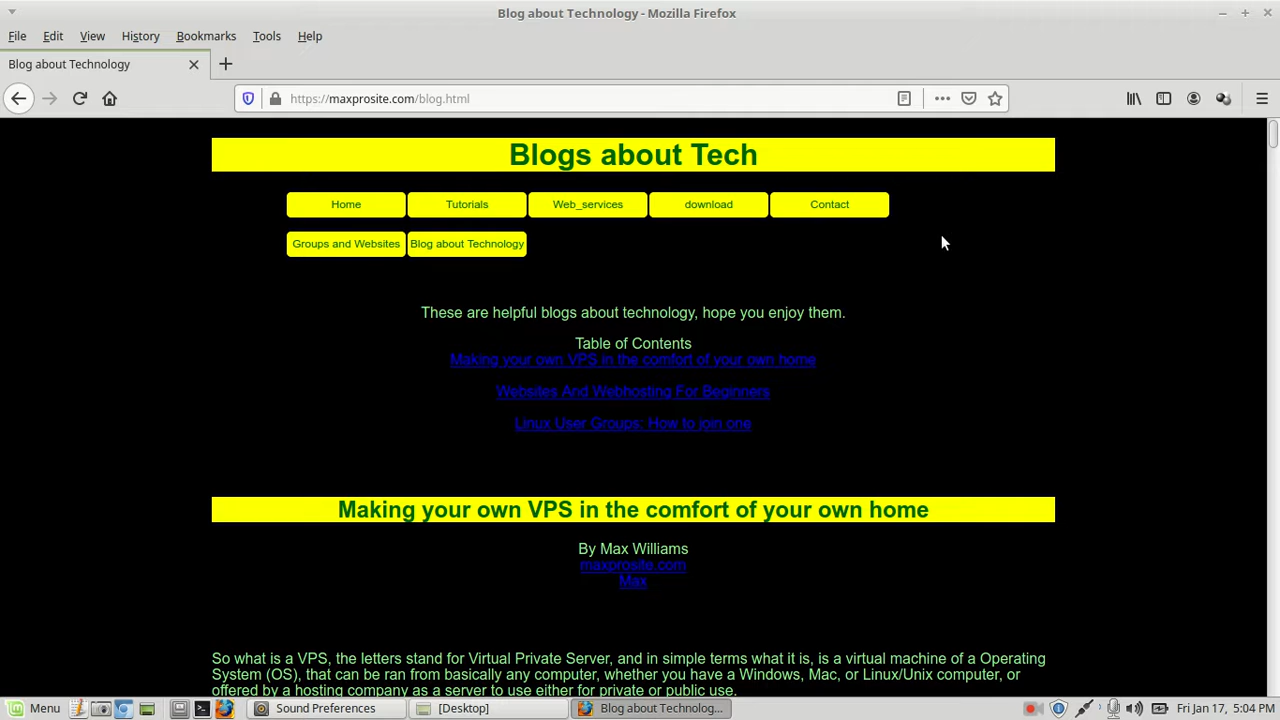 Blog about Technology - Mozilla Firefox
File Edit View History Bookmarks Tools Help
Blog about Technology
https://maxprosite.com/blog.html
Blogs about Tech
Home Tutorials Web_services download Contact
Groups and Websites Blog about Technology
These are helpful blogs about technology, hope you enjoy them.
Table of Contents
Making your own VPS in the comfort of your own home
Websites And Webhosting For Beginners
Linux User Groups: How to join one
Making your own VPS in the comfort of your own home
By Max Williams
maxprosite.com
Max
So what is a VPS, the letters stand for Virtual Private Server, and in simple terms what it is, is a virtual machine of a Operating
System (OS), that can be ran from basically any computer, whether you have a Windows, Mac, or Linux/Unix computer, or
offered by a hosting company as a server to use either for private or public use.
Menu Sound Preferences [Desktop] Blog about Technolog... Fri Jan 17, 5:04 PM